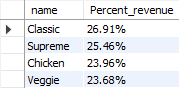 name Percent_revenue
Classic 26.91%
Supreme 25.46%
Chicken 23.96%
Veggie 23.68%